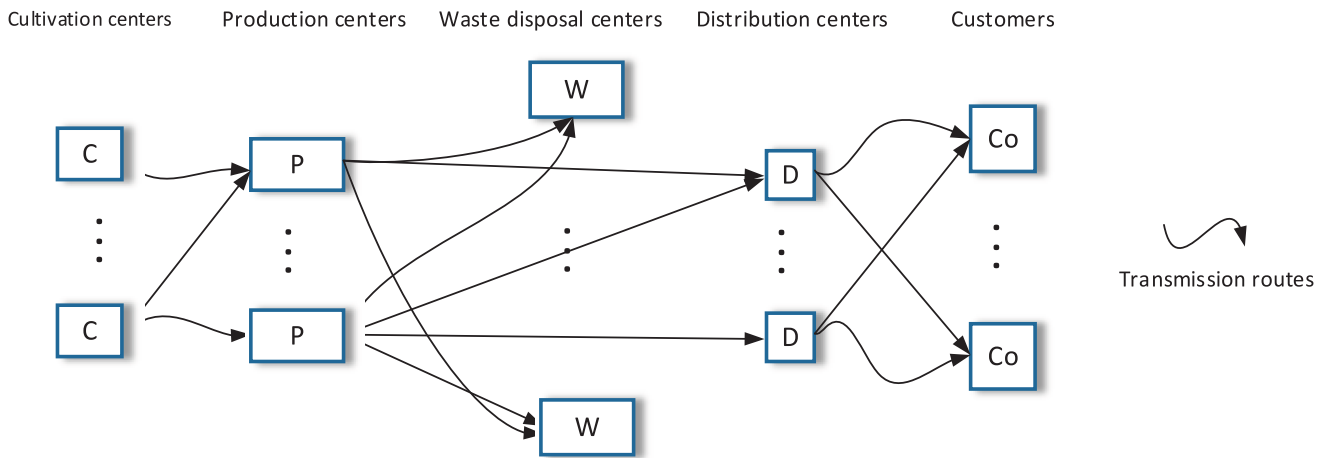 Cultivation centers Production centers Waste disposal centers Distribution centers Customers
W
C P D Co
Transmission routes
C P D Co
W